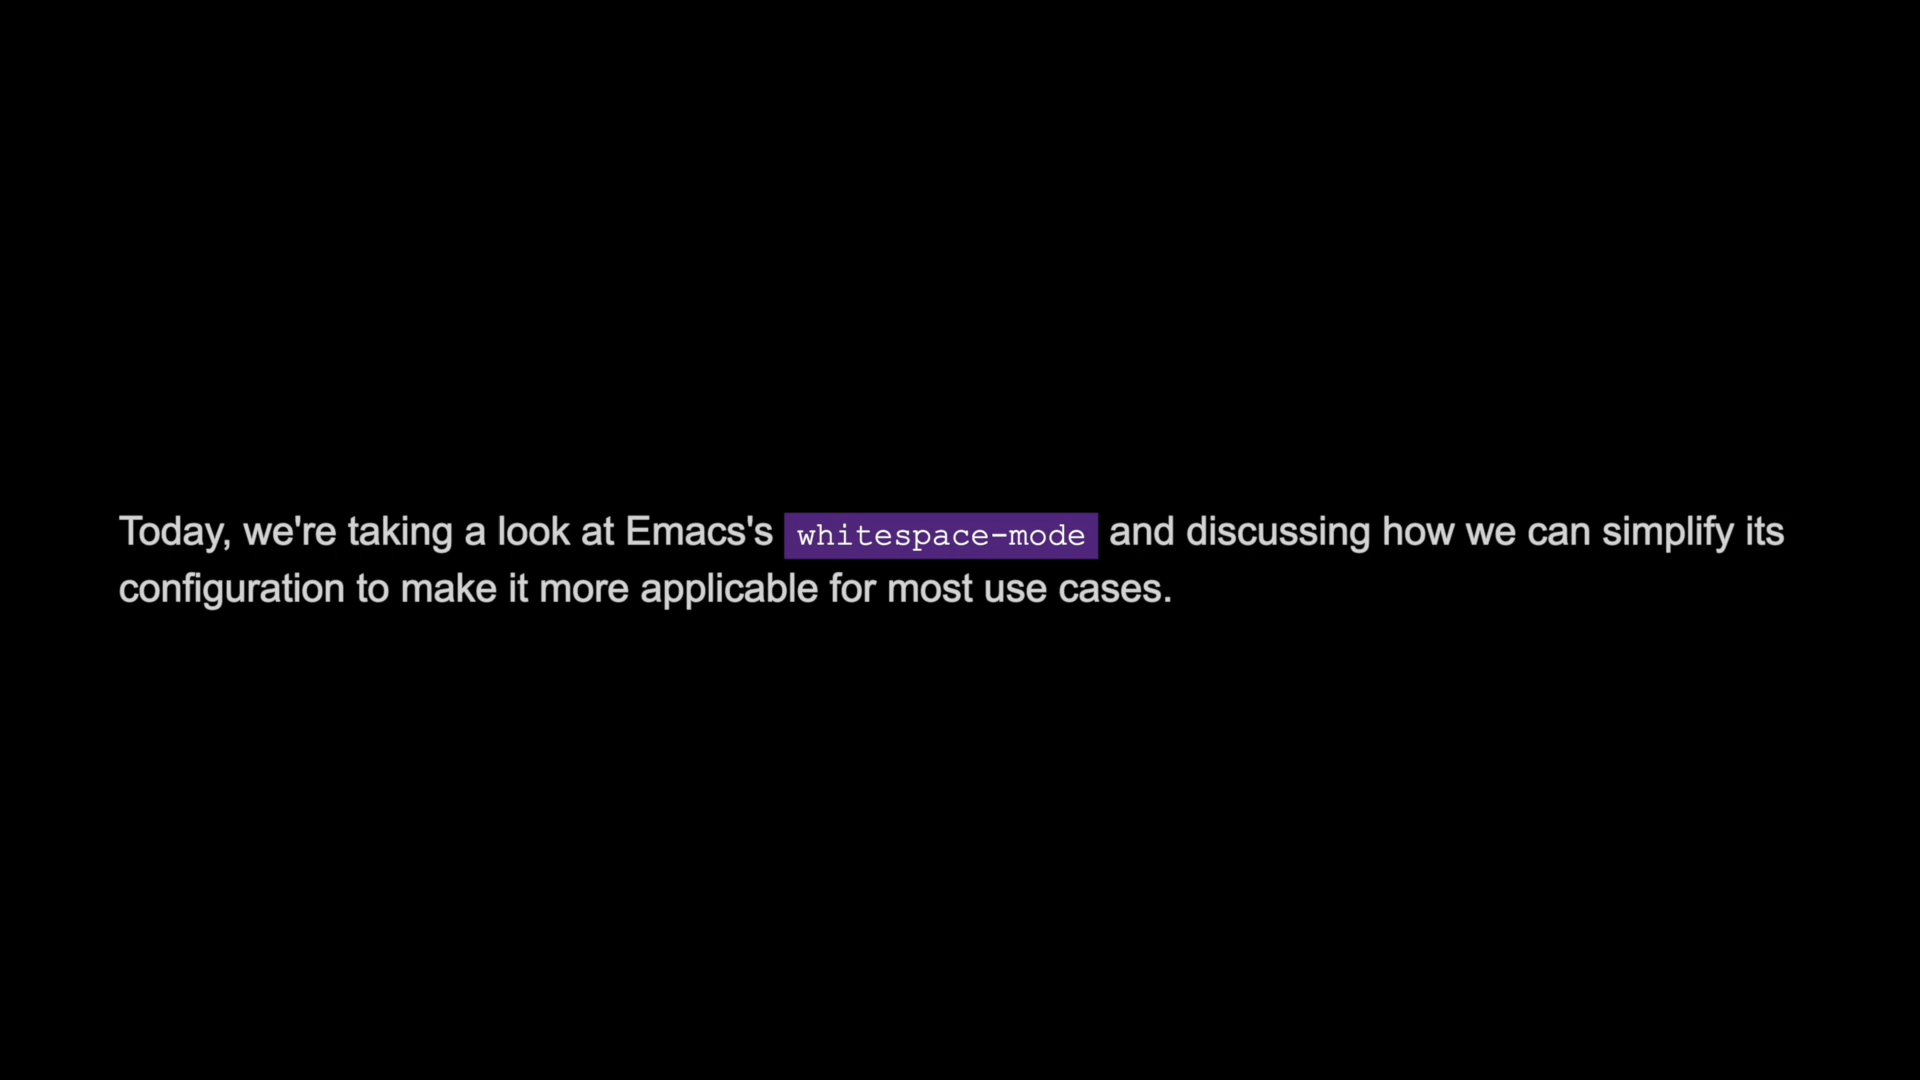 Today, we're taking a look at Emacs's whitespace-mode and discussing how we can simplify its
configuration to make it more applicable for most use cases.